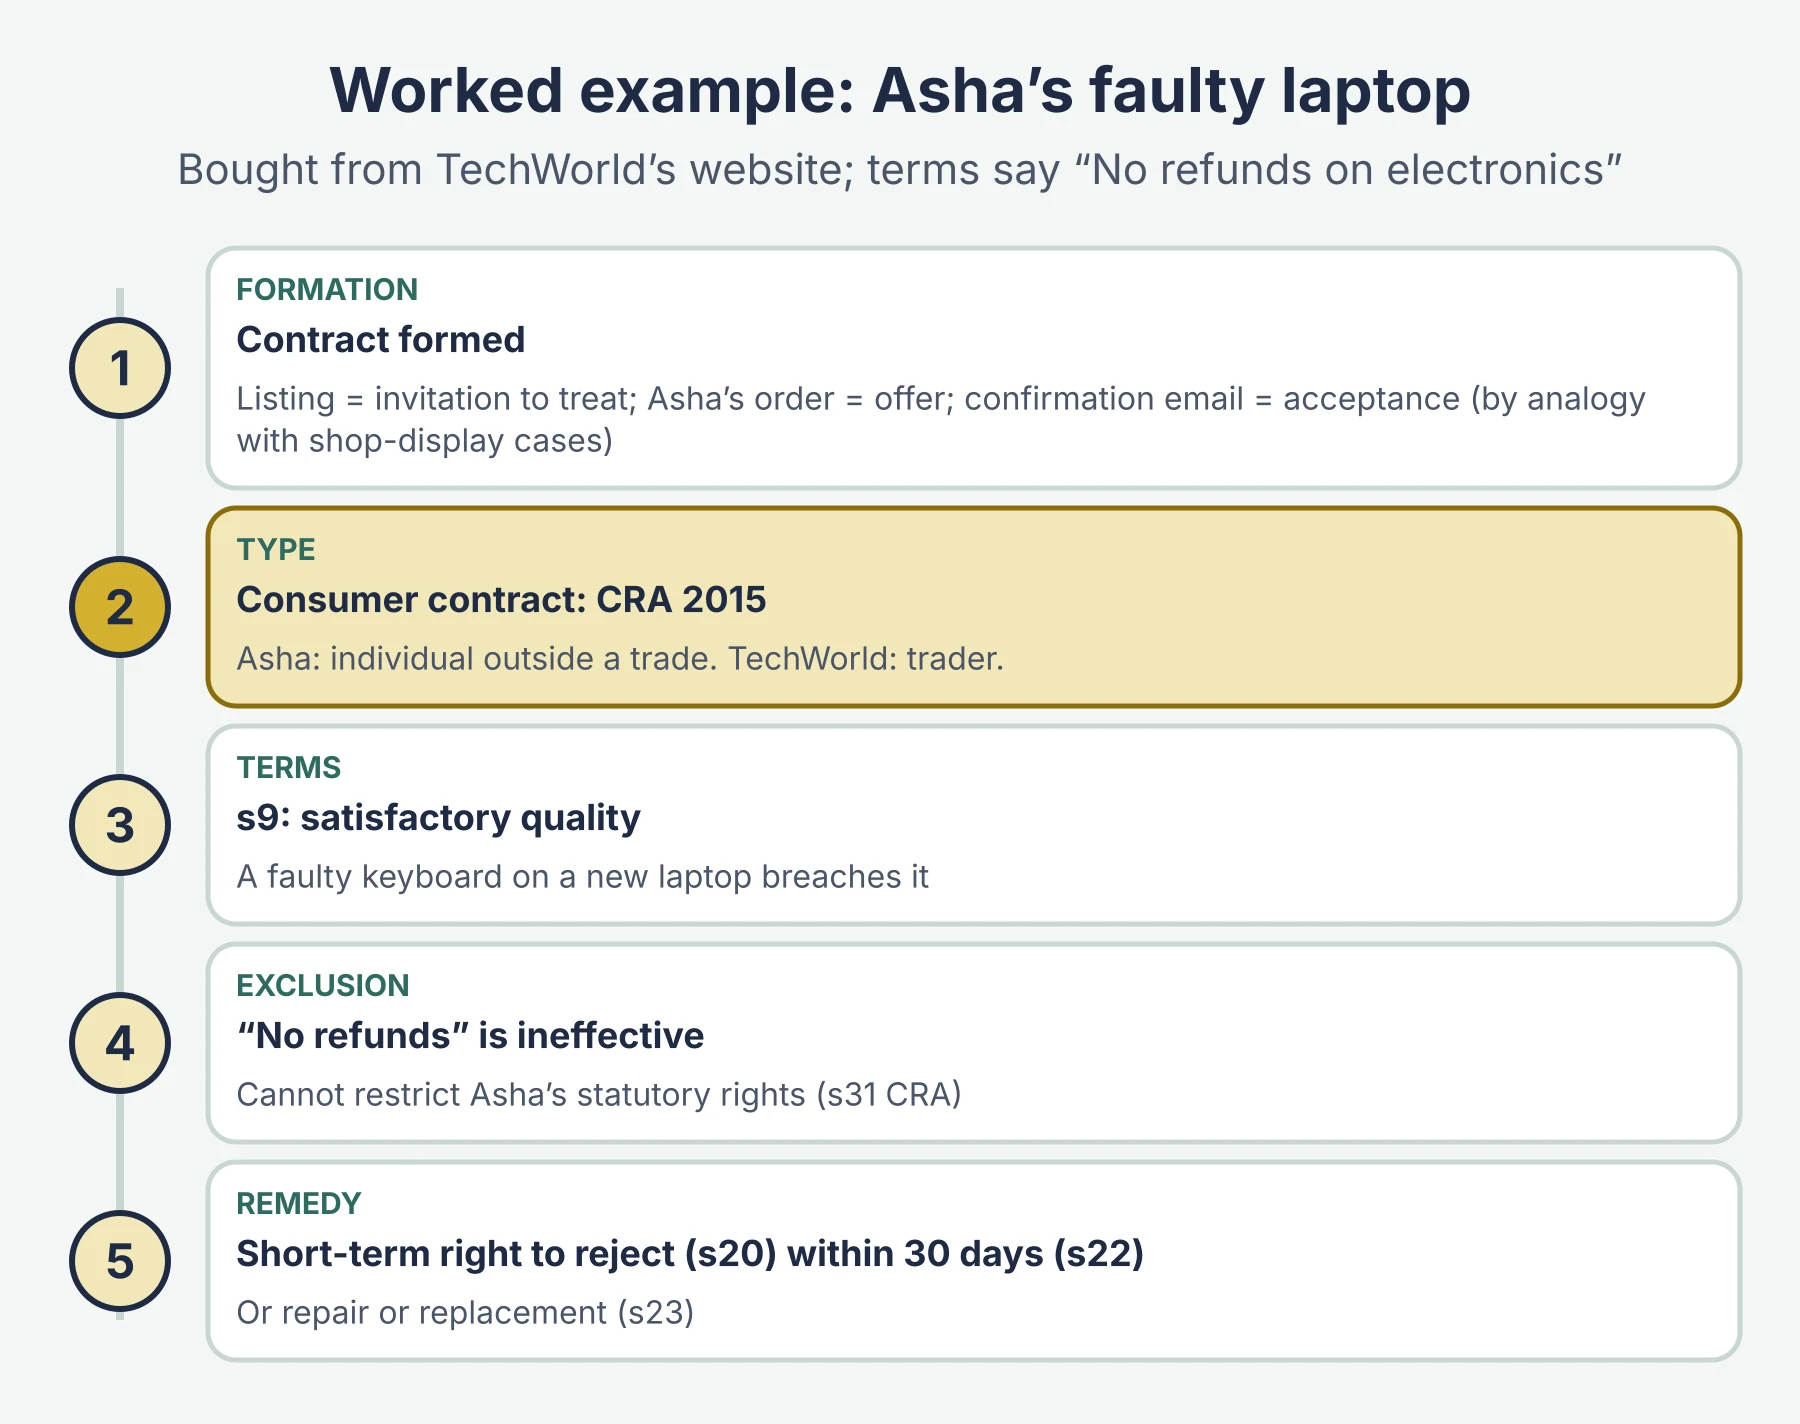 Worked example: Asha’s faulty laptop
Bought from TechWorld’s website; terms say “No refunds on electronics”
1
FORMATION
Contract formed
Listing = invitation to treat; Asha’s order = offer; confirmation email = acceptance (by analogy
with shop-display cases)
2
TYPE
Consumer contract: CRA 2015
Asha: individual outside a trade. TechWorld: trader.
3
TERMS
s9: satisfactory quality
A faulty keyboard on a new laptop breaches it
4
EXCLUSION
“No refunds” is ineffective
Cannot restrict Asha’s statutory rights (s31 CRA)
5
REMEDY
Short-term right to reject (s20) within 30 days (s22)
Or repair or replacement (s23)